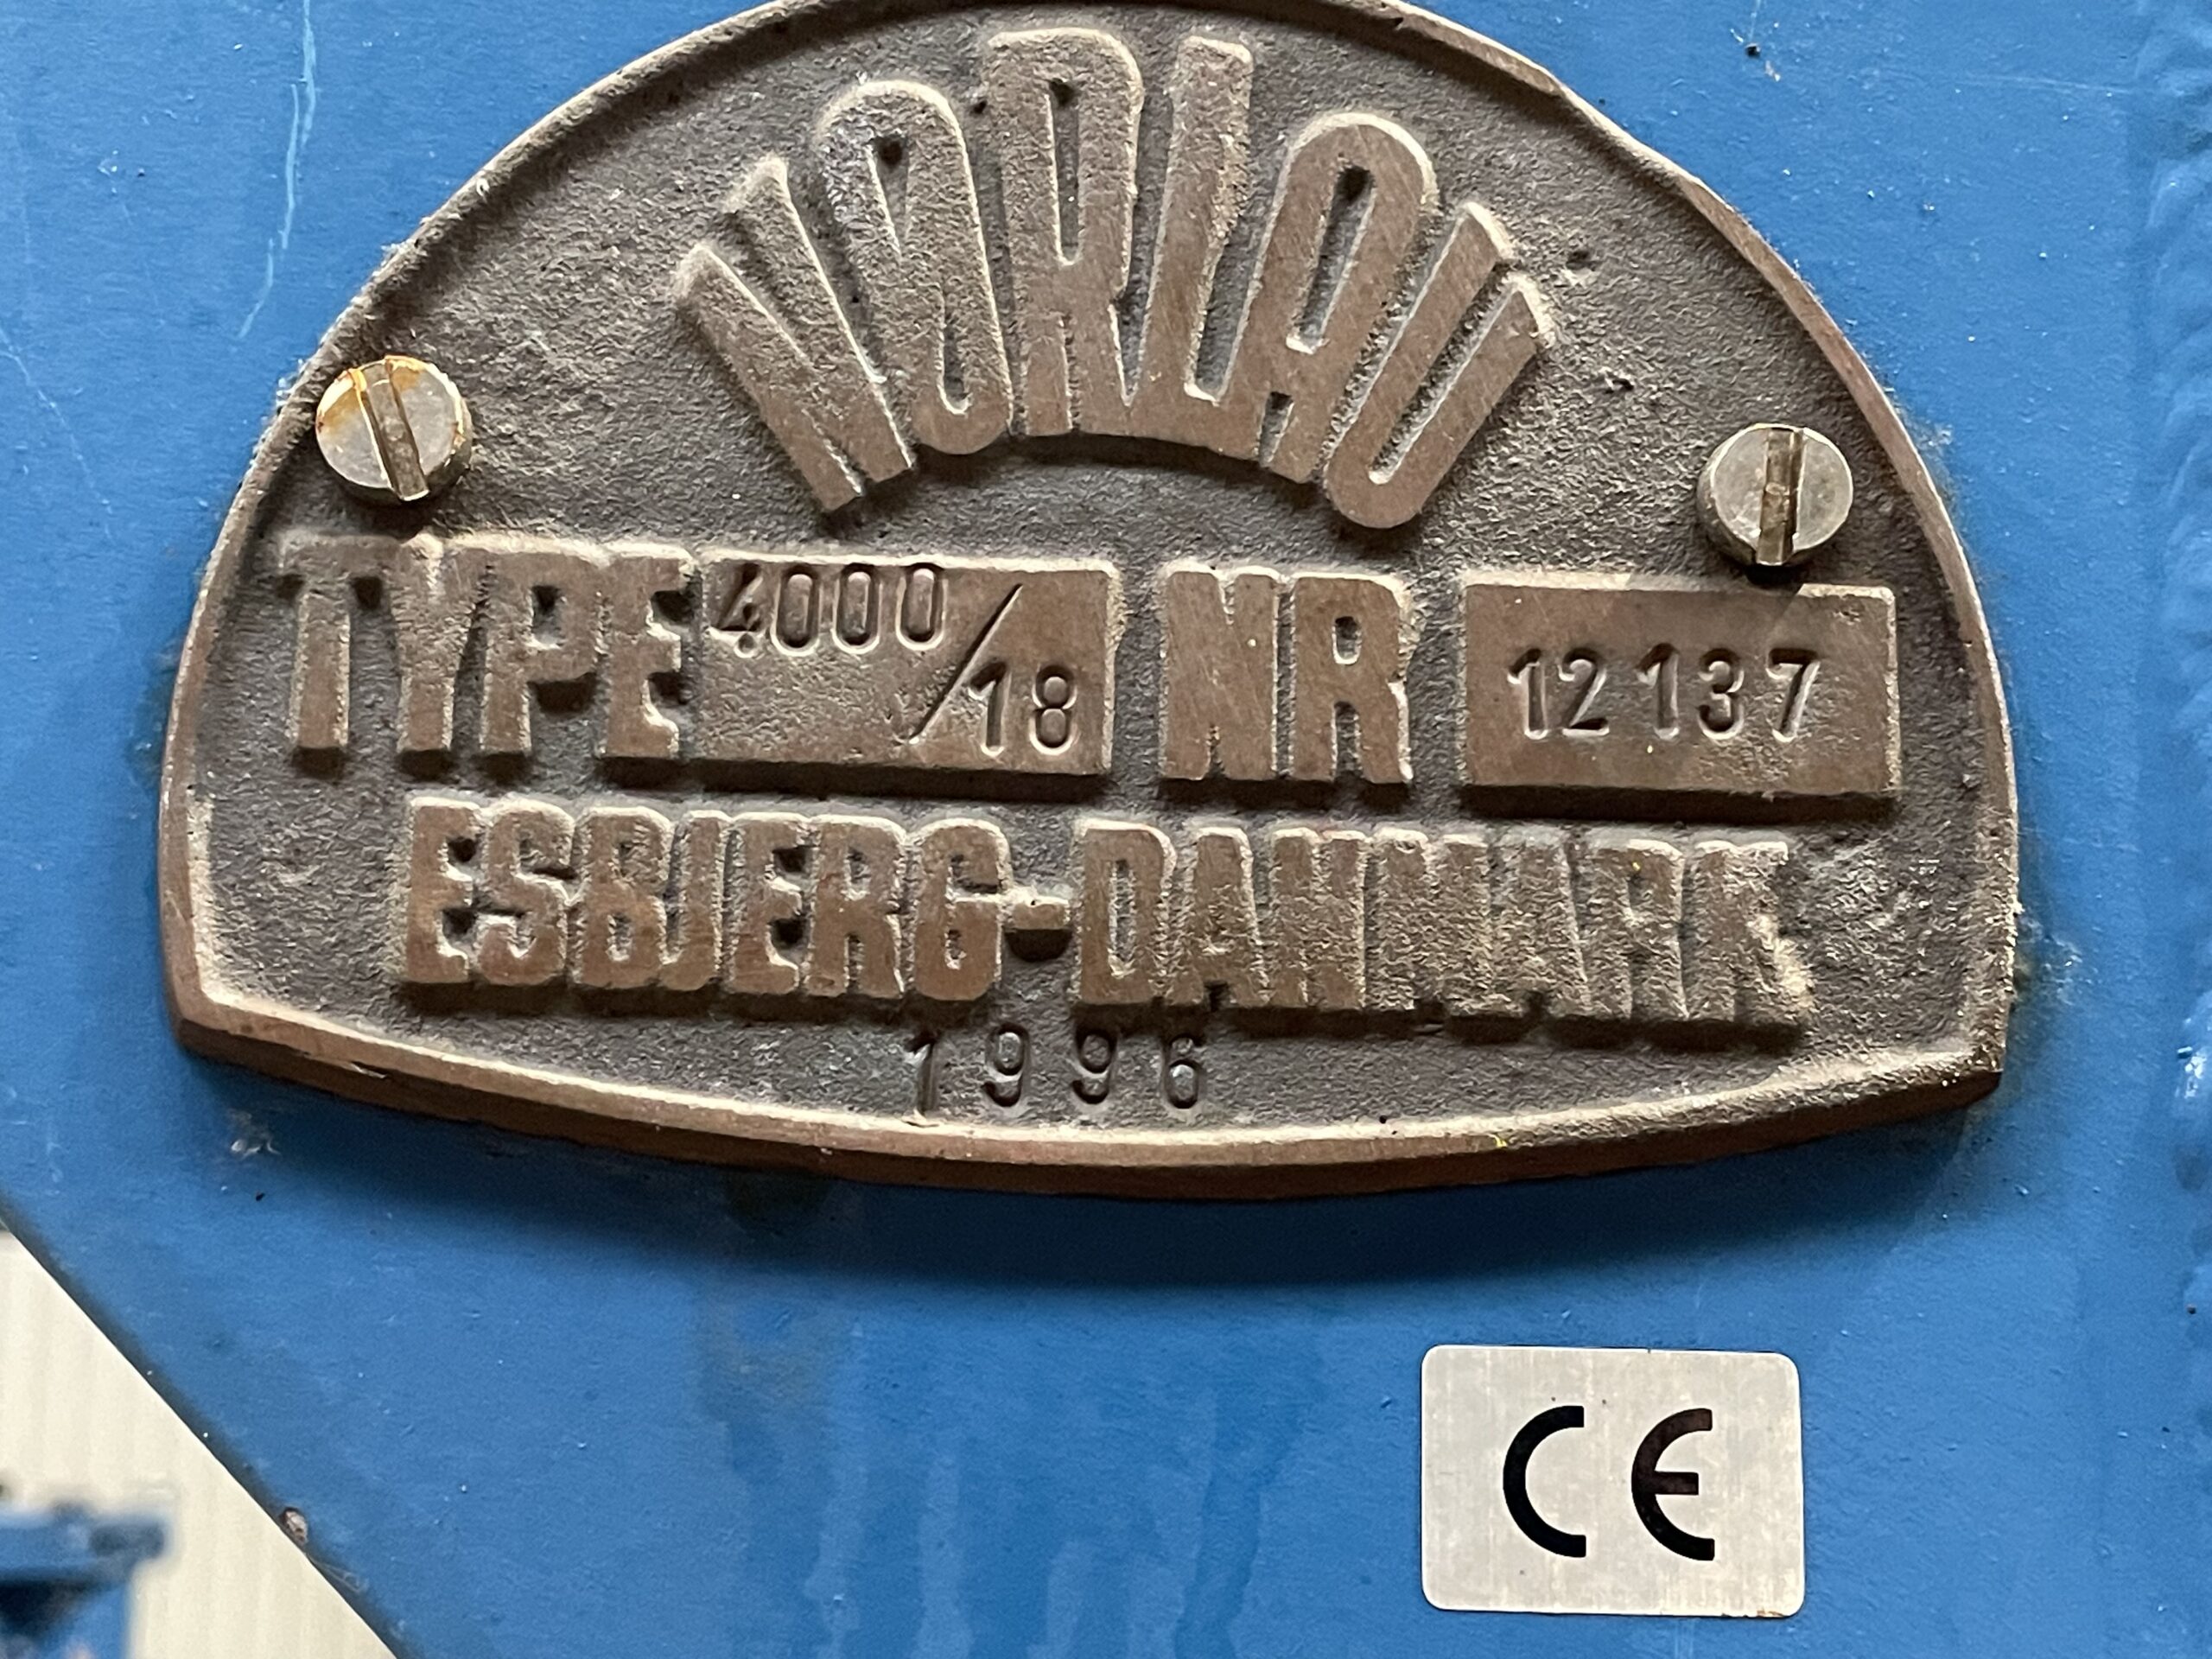 NORLAU
TYPE 4000/18 NR 12137
ESBJERG-DANMARK
1996
CE